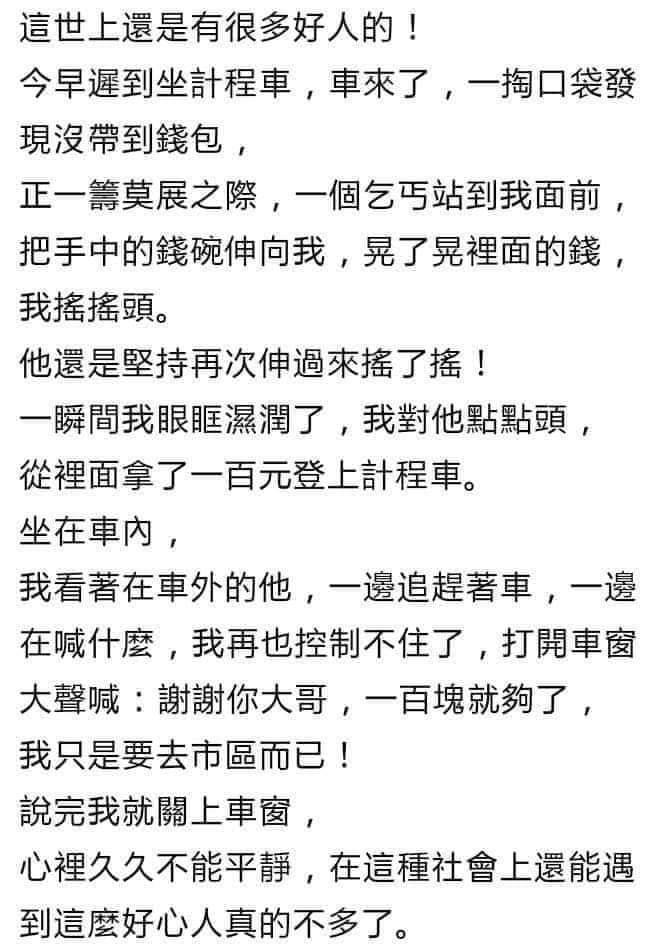 這世上還是有很多好人的！
今早遲到坐計程車，車來了，一掏口袋發
現沒帶到錢包，
正一籌莫展之際，一個乞丐站到我面前，
把手中的錢碗伸向我，晃了晃裡面的錢，
我搖搖頭。
他還是堅持再次伸過來搖了搖！
一瞬間我眼眶濕潤了，我對他點點頭，
從裡面拿了一百元登上計程車。
坐在車內，
我看著在車外的他，一邊追趕著車，一邊
在喊什麼，我再也控制不住了，打開車窗
大聲喊：謝謝你大哥，一百塊就夠了，
我只是要去市區而已！
說完我就關上車窗，
心裡久久不能平靜，在這種社會上還能遇
到這麼好心人真的不多了。